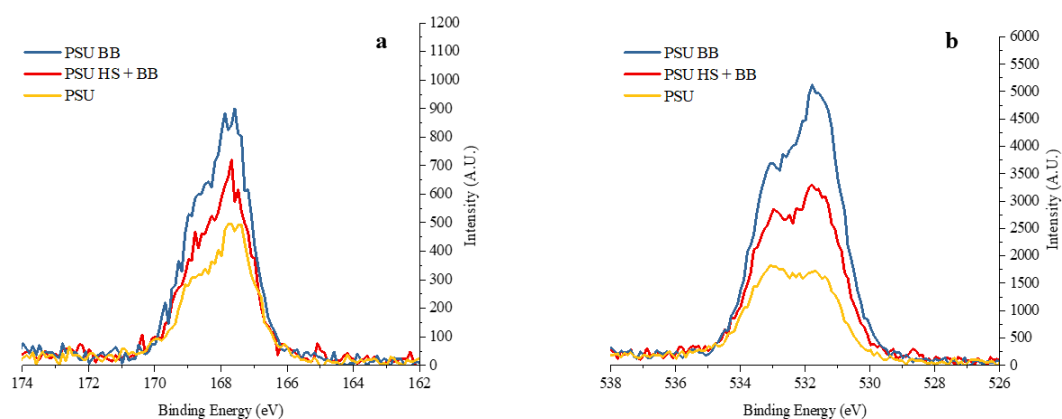 a
PSU BB
PSU HS + BB
PSU
1200
1100
1000
900
800
700
600
500
400
300
200
100
0
Intensity (A.U.)
174 172 170 168 166 164 162
Binding Energy (eV)
b
PSU BB
PSU HS + BB
PSU
6000
5500
5000
4500
4000
3500
3000
2500
2000
1500
1000
500
0
Intensity (A.U.)
538 536 534 532 530 528 526
Binding Energy (eV)